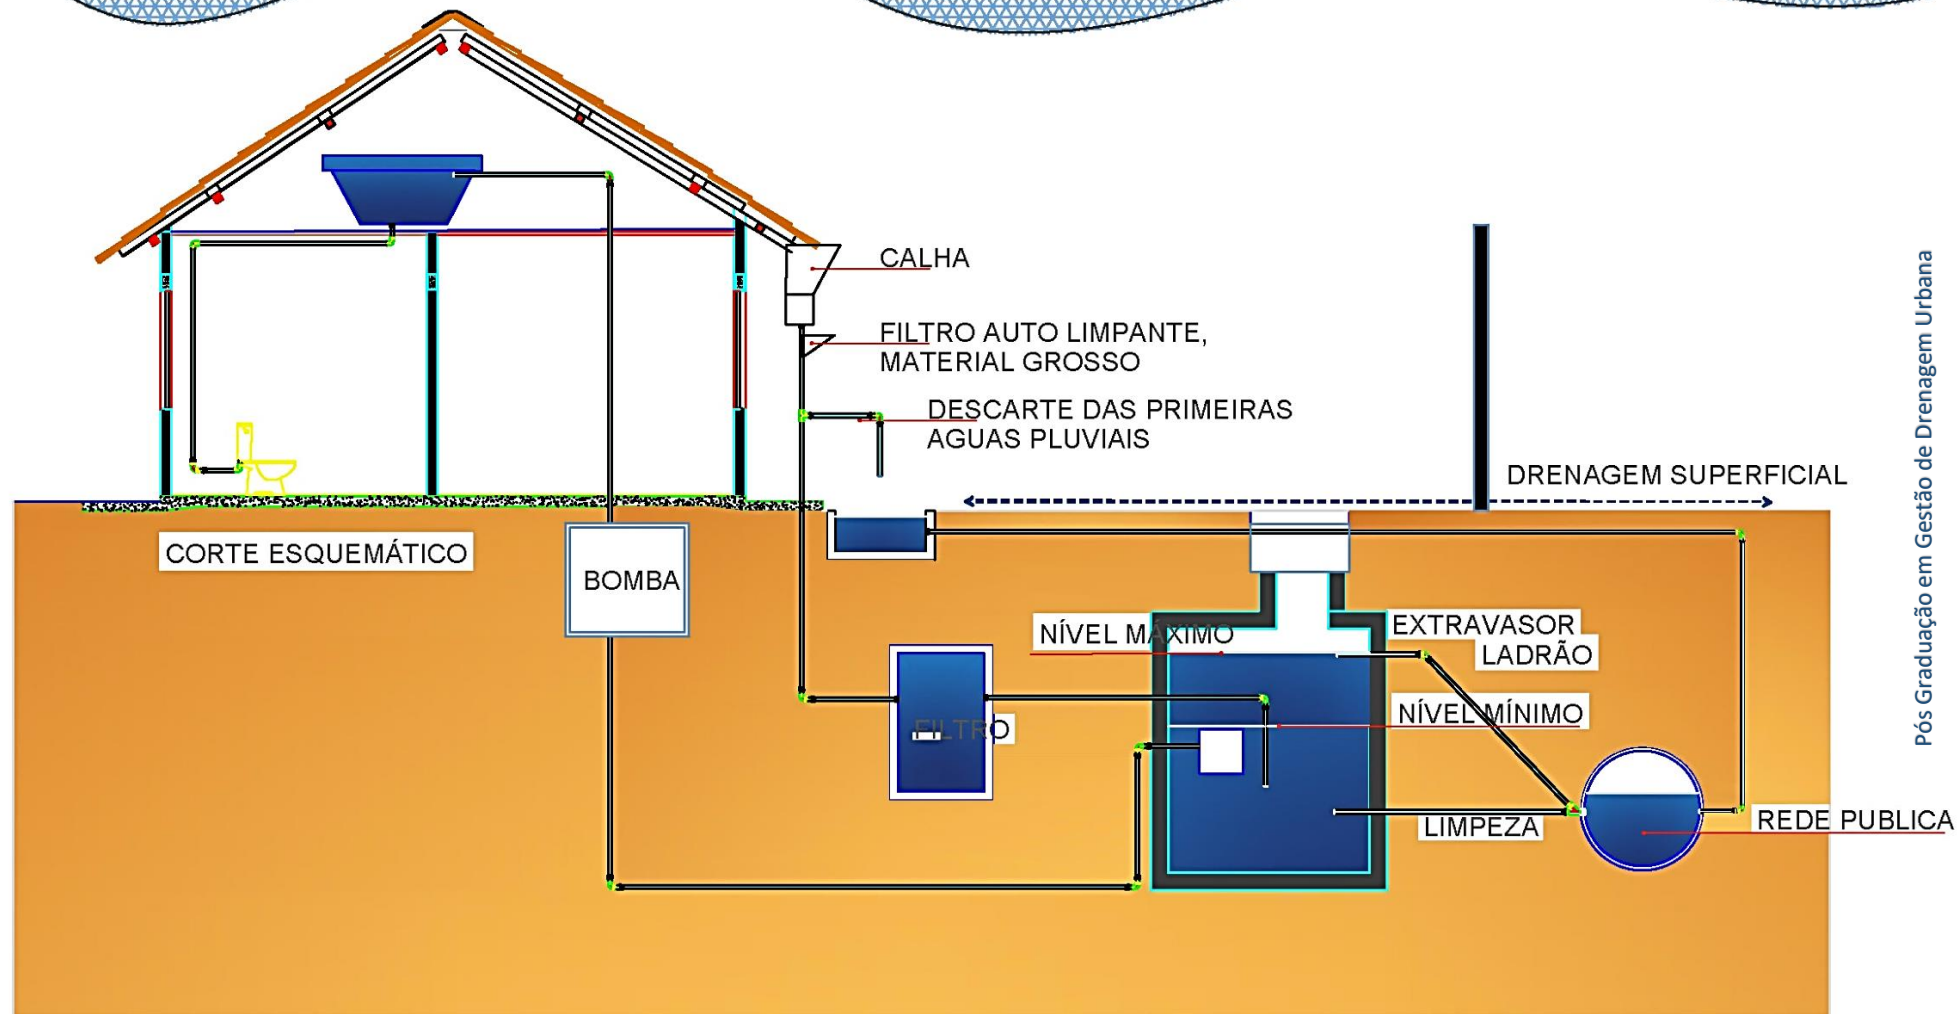 CALHA
FILTRO AUTO LIMPANTE,
MATERIAL GROSSO
DESCARTE DAS PRIMEIRAS
AGUAS PLUVIAIS
DRENAGEM SUPERFICIAL
CORTE ESQUEMÁTICO
BOMBA
NÍVEL MÁXIMO
EXTRAVASOR
LADRÃO
FILTRO
NÍVEL MÍNIMO
LIMPEZA
REDE PUBLICA
Pós Graduação em Gestão de Drenagem Urbana